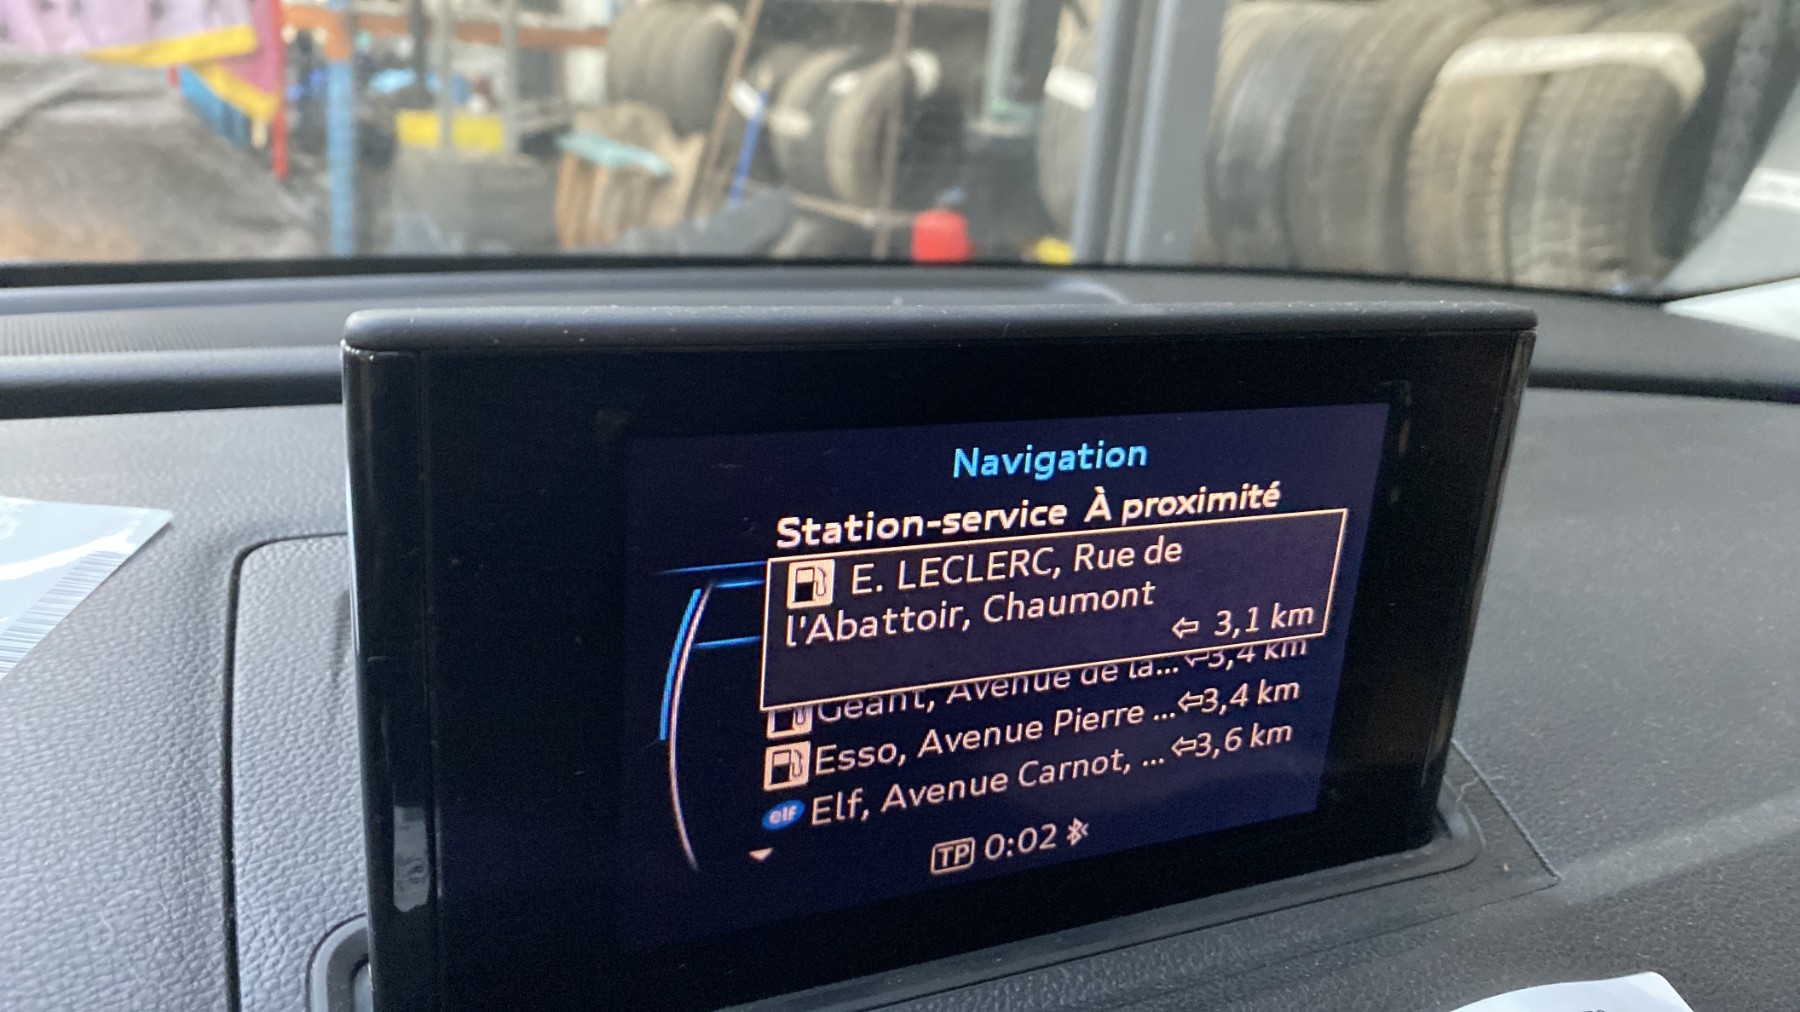 Navigation
Station-service À proximité
E. LECLERC, Rue de
l'Abattoir, Chaumont
⇦ 3,1 km
Géant, Avenue de la... ⇦3,4 km
Esso, Avenue Pierre ... ⇦3,4 km
elf Elf, Avenue Carnot, ... ⇦3,6 km
TP 0:02